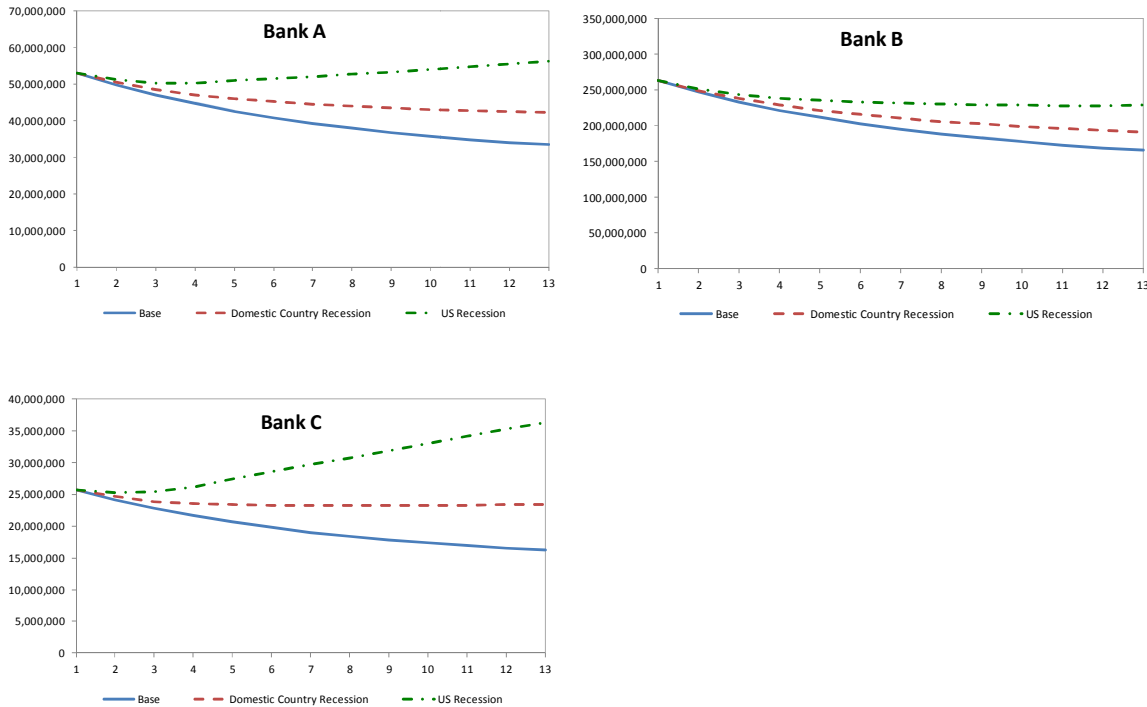 Bank A
70,000,000
60,000,000
50,000,000
40,000,000
30,000,000
20,000,000
10,000,000
0
1 2 3 4 5 6 7 8 9 10 11 12 13
Base Domestic Country Recession US Recession
Bank B
350,000,000
300,000,000
250,000,000
200,000,000
150,000,000
100,000,000
50,000,000
0
1 2 3 4 5 6 7 8 9 10 11 12 13
Base Domestic Country Recession US Recession
Bank C
40,000,000
35,000,000
30,000,000
25,000,000
20,000,000
15,000,000
10,000,000
5,000,000
0
1 2 3 4 5 6 7 8 9 10 11 12 13
Base Domestic Country Recession US Recession